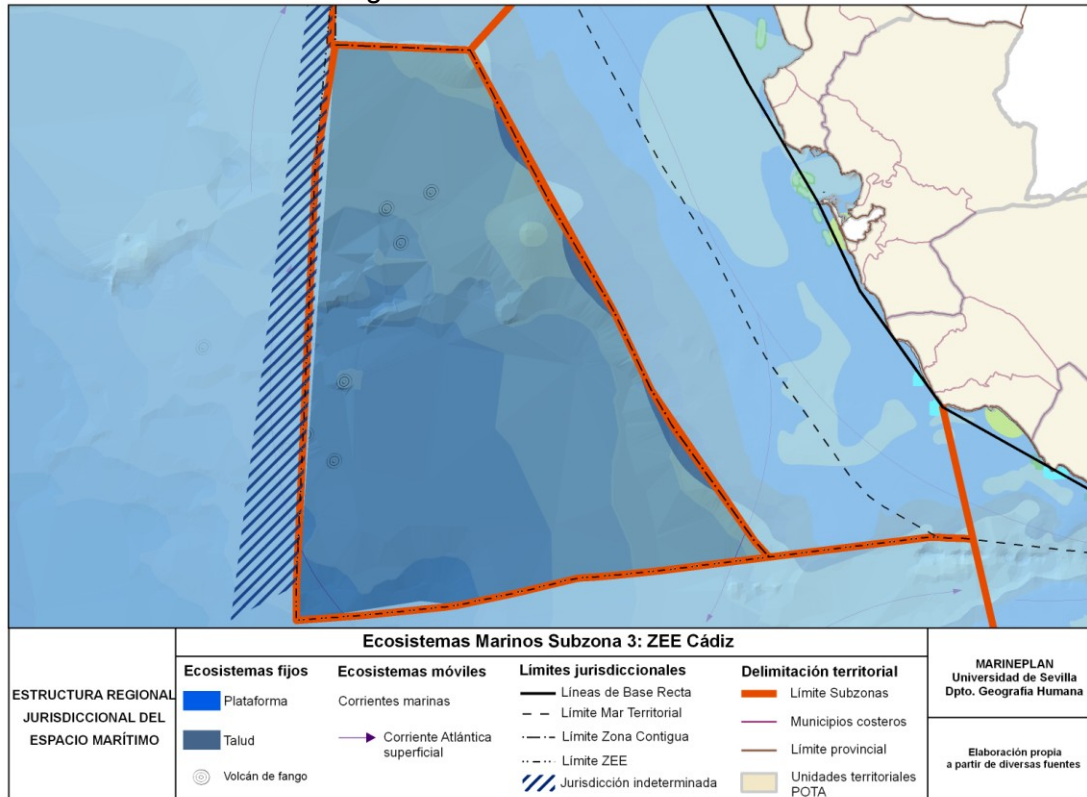 Ecosistemas Marinos Subzona 3: ZEE Cádiz
ESTRUCTURA REGIONAL
JURISDICCIONAL DEL
ESPACIO MARÍTIMO
Ecosistemas fijos
Plataforma
Talud
Volcán de fango
Ecosistemas móviles
Corrientes marinas
Corriente Atlántica
superficial
Límites jurisdiccionales
Líneas de Base Recta
Límite Mar Territorial
Límite Zona Contigua
Límite ZEE
Jurisdicción indeterminada
Delimitación territorial
Límite Subzonas
Municipios costeros
Límite provincial
Unidades territoriales
POTA
MARINEPLAN
Universidad de Sevilla
Dpto. Geografia Humana
Elaboración propia
a partir de diversas fuentes